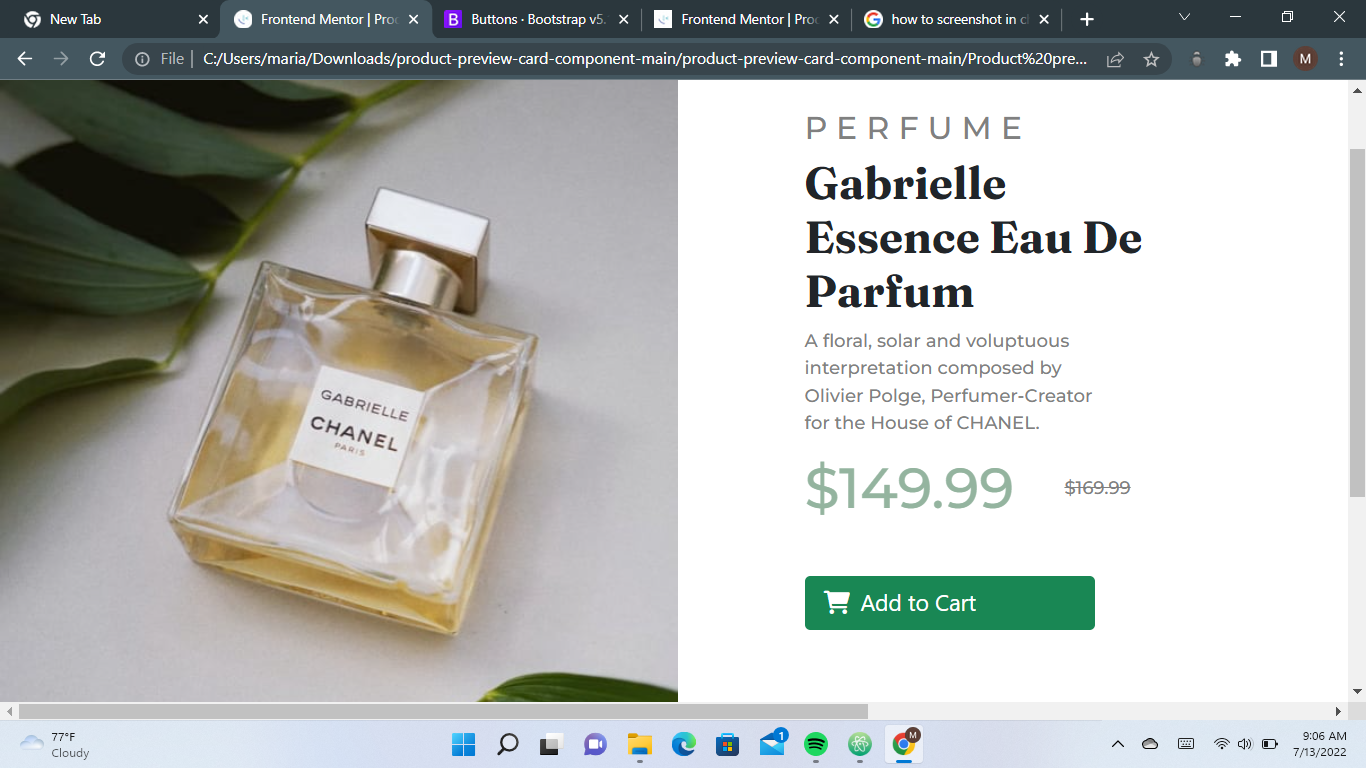 New Tab
Frontend Mentor | Proc
Buttons · Bootstrap v5.
Frontend Mentor | Proc
how to screenshot in c
File
C:/Users/maria/Downloads/product-preview-card-component-main/product-preview-card-component-main/Product%20pre...
M
PERFUME
Gabrielle
Essence Eau De
Parfum
A floral, solar and voluptuous
interpretation composed by
Olivier Polge, Perfumer-Creator
for the House of CHANEL.
$149.99 $169.99
Add to Cart
GABRIELLE
CHANEL
PARIS
77°F
Cloudy
1
M
9:06 AM
7/13/2022